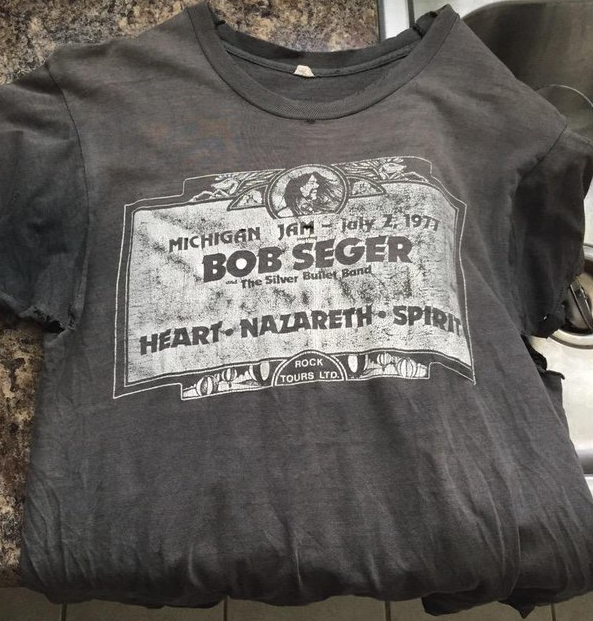 MICHIGAN JAM - july 2, 1977
BOB SEGER
and The Silver Bullet Band
HEART • NAZARETH • SPIRIT
ROCK
TOURS LTD.